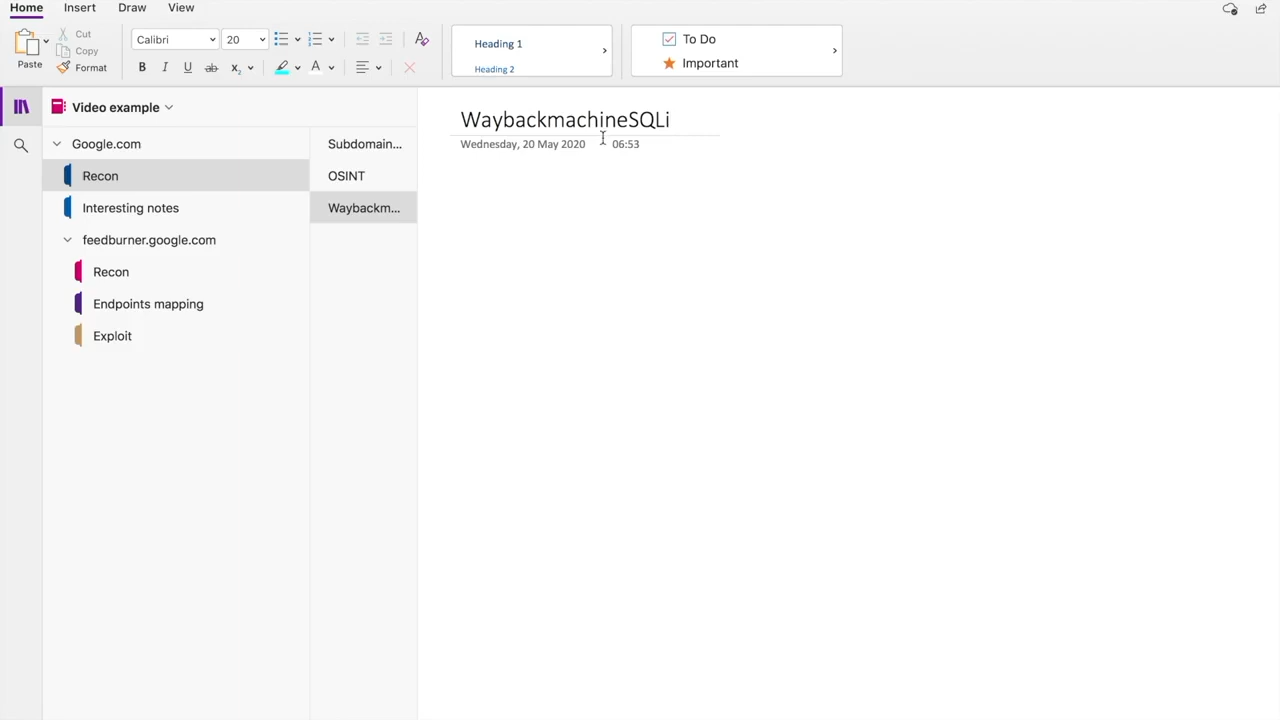 Home Insert Draw View
Paste
Cut
Copy
Format
Calibri 20
B I U ab x2 A
Heading 1
Heading 2
To Do
Important
Video example
Google.com
Recon
Interesting notes
feedburner.google.com
Recon
Endpoints mapping
Exploit
Subdomain...
OSINT
Waybackm...
WaybackmachineSQLi
Wednesday, 20 May 2020 06:53